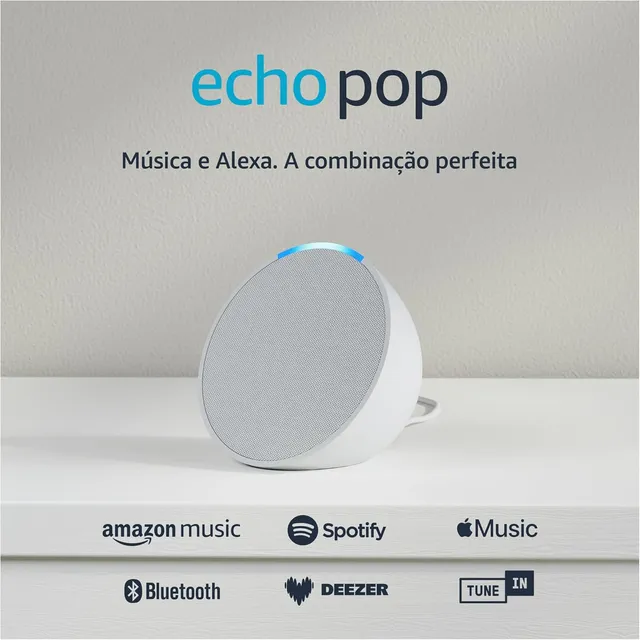 echo pop
Música e Alexa. A combinação perfeita
amazon music Spotify Music
Bluetooth DEEZER TUNE IN